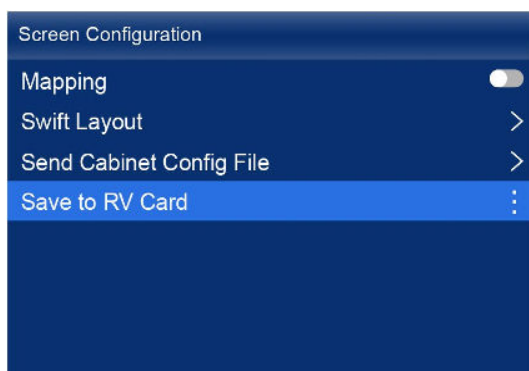 Screen Configuration
Mapping
Swift Layout
Send Cabinet Config File
Save to RV Card